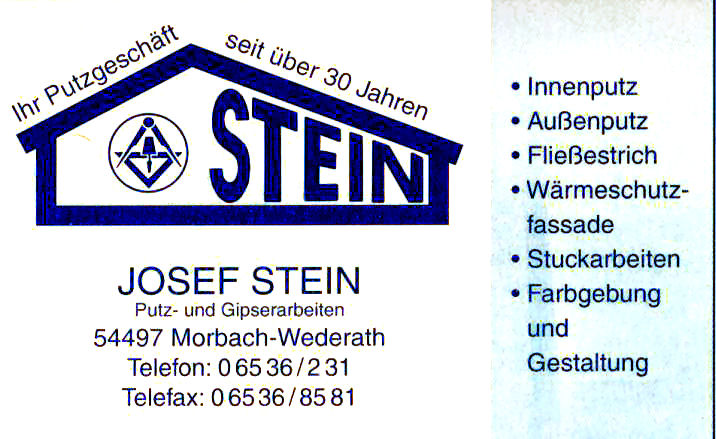 Ihr Putzgeschäft seit über 30 Jahren
STEIN
JOSEF STEIN
Putz- und Gipserarbeiten
54497 Morbach-Wederath
Telefon: 0 65 36 / 2 31
Telefax: 0 65 36 / 85 81
• Innenputz
• Außenputz
• Fließestrich
• Wärmeschutz-
fassade
• Stuckarbeiten
• Farbgebung
und
Gestaltung